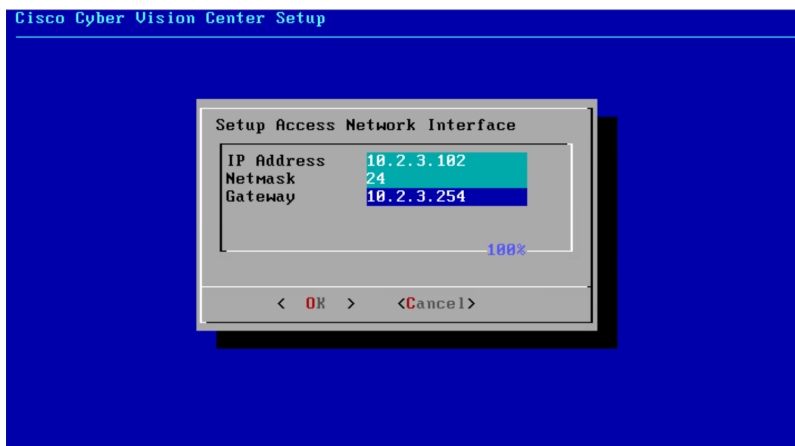 Cisco Cyber Vision Center Setup
Setup Access Network Interface
IP Address 10.2.3.102
Netmask 24
Gateway 10.2.3.254
100%
< OK > <Cancel>